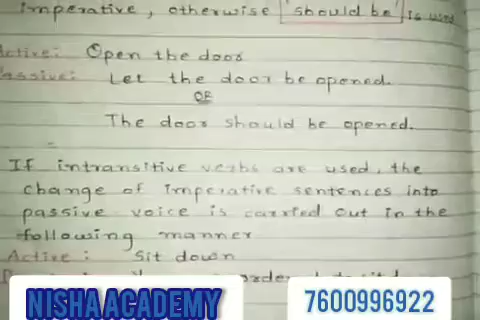 imperative, otherwise 'should be' is used
Active: Open the door
Passive: Let the door be opened.
OR
The door should be opened.
If intransitive verbs are used, the
change of imperative sentences into
passive voice is carried out in the
following manner
Active: Sit down
NISHA ACADEMY
7600996922